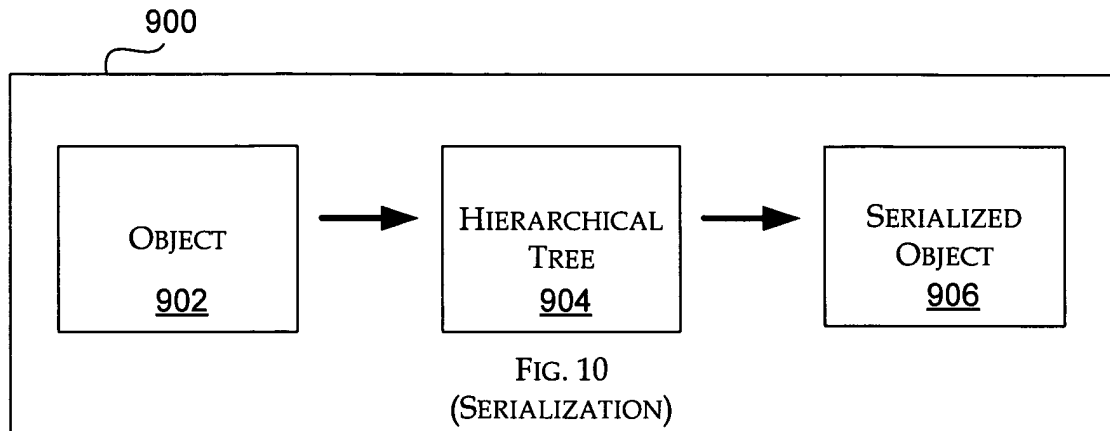 900
OBJECT
902
HIERARCHICAL
TREE
904
SERIALIZED
OBJECT
906
FIG. 10
(SERIALIZATION)